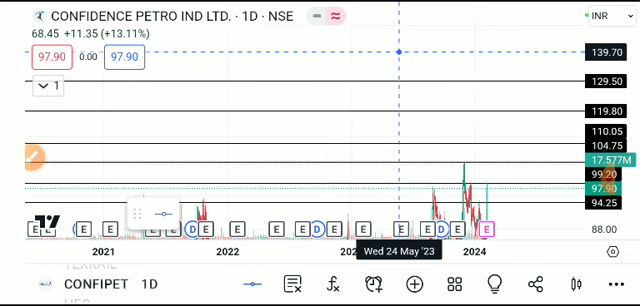 CONFIDENCE PETRO IND LTD. · 1D · NSE
INR
68.45 +11.35 (+13.11%)
97.90 0.00 97.90
139.70
1
129.50
119.80
110.05
104.75
17.577M
99.20
97.90
94.25
E E E E E D E E E E D E E E E D E E
88.00
2021 2022 Wed 24 May '23 2024
CONFIPET 1D